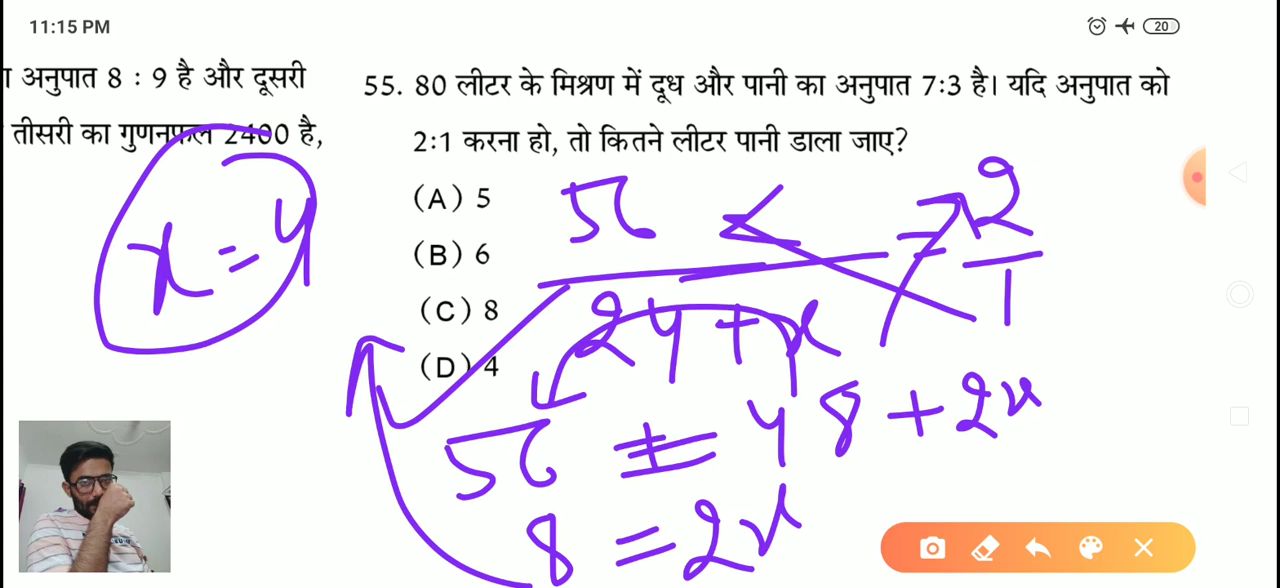 11:15 PM
20
अनुपात 8 : 9 है और दूसरी
तीसरी का गुणनफल 2400 है,
55. 80 लीटर के मिश्रण में दूध और पानी का अनुपात 7:3 है। यदि अनुपात को
2:1 करना हो, तो कितने लीटर पानी डाला जाए?
(A) 5
(B) 6
(C) 8
(D) 4
x = 4
56
24 + x
= 2
1
56 = 48 + 2x
8 = 2x